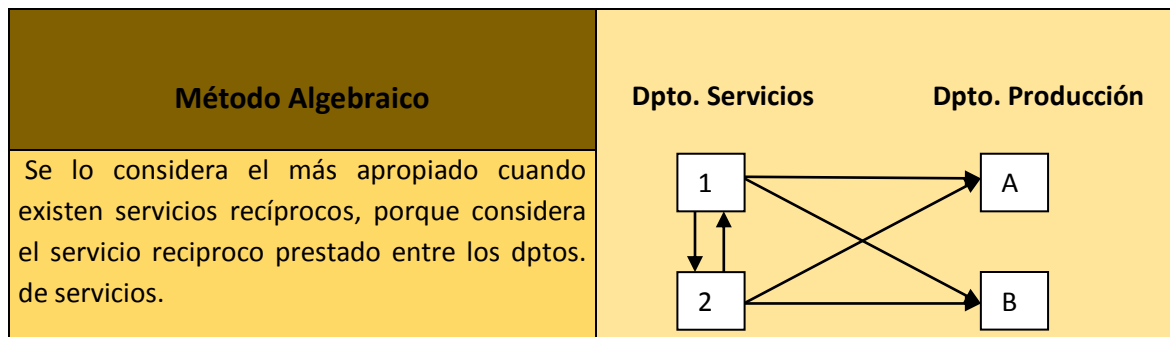 Método Algebraico
Se lo considera el más apropiado cuando
existen servicios recíprocos, porque considera
el servicio reciproco prestado entre los dptos.
de servicios.
Dpto. Servicios Dpto. Producción
1 A
2 B